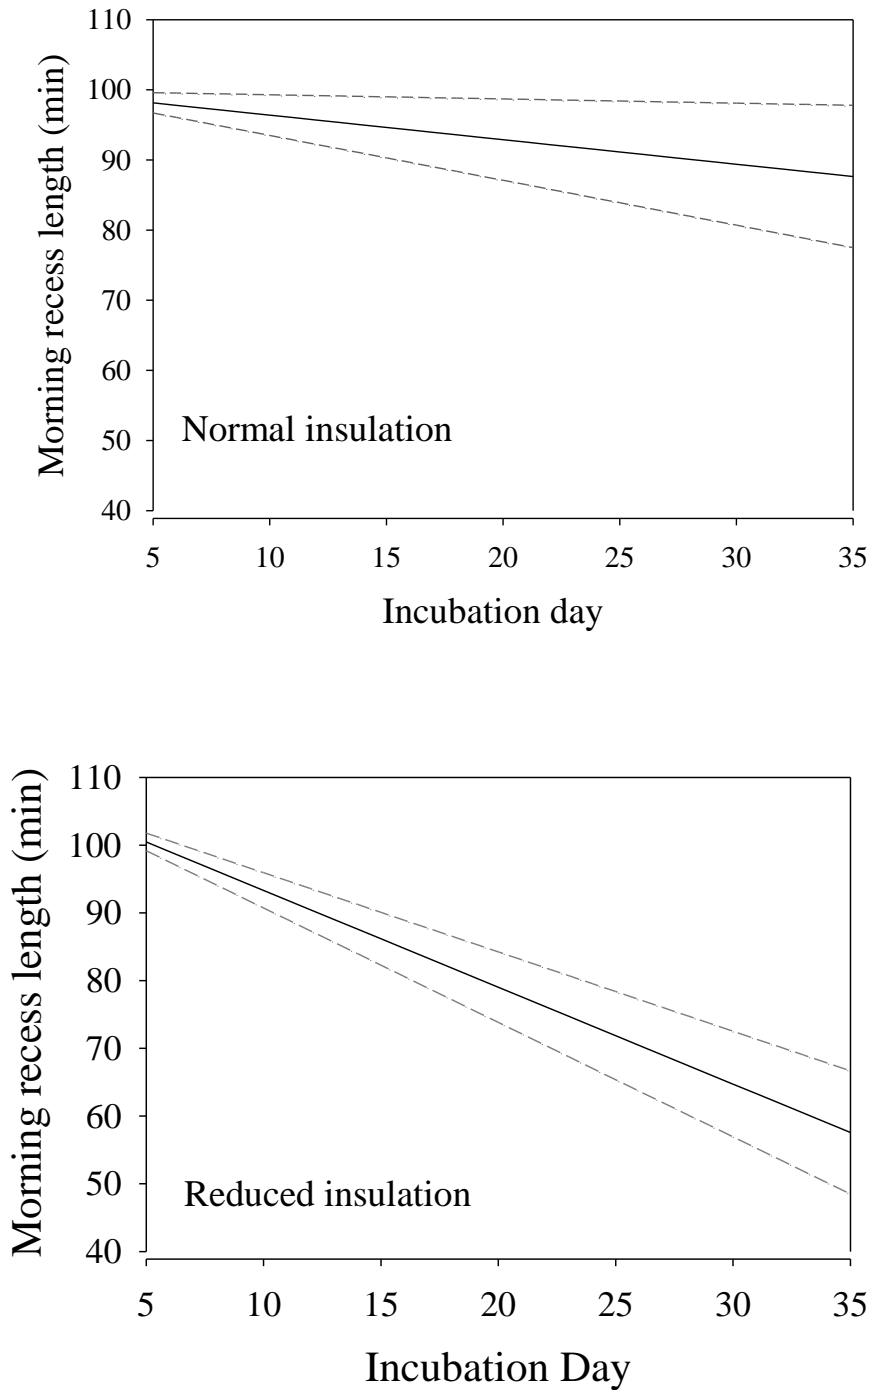 110
100
90
80
70
60
50
40
Morning recess length (min)
Normal insulation
5 10 15 20 25 30 35
Incubation day
110
100
90
80
70
60
50
40
Morning recess length (min)
Reduced insulation
5 10 15 20 25 30 35
Incubation Day